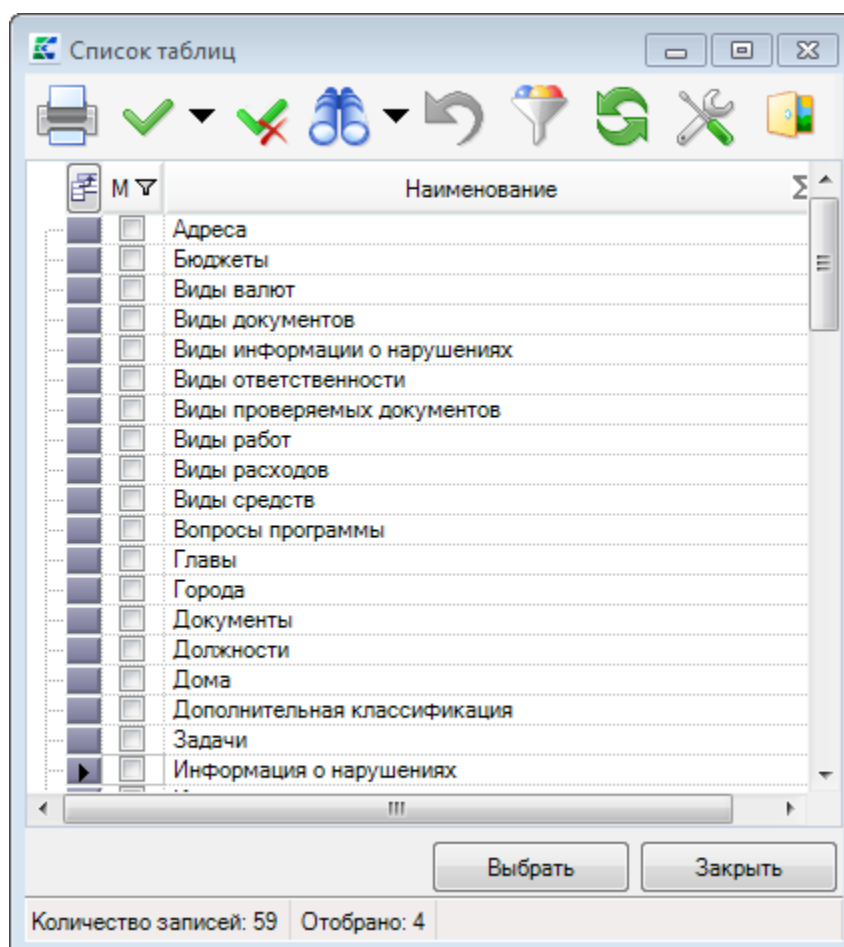 Список таблиц
М Наименование Σ
Адреса
Бюджеты
Виды валют
Виды документов
Виды информации о нарушениях
Виды ответственности
Виды проверяемых документов
Виды работ
Виды расходов
Виды средств
Вопросы программы
Главы
Города
Документы
Должности
Дома
Дополнительная классификация
Задачи
Информация о нарушениях
Выбрать Закрыть
Количество записей: 59 Отобрано: 4